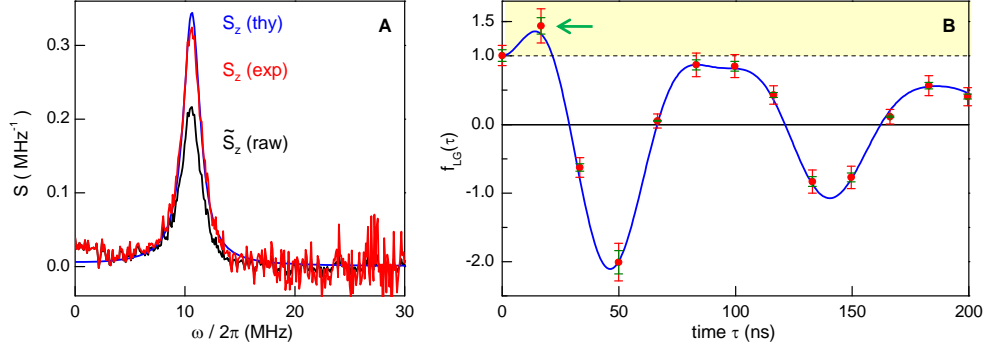 A
S_z (thy)
S_z (exp)
S̃_z (raw)
0.3
0.2
0.1
0.0
S ( MHz⁻¹ )
0
10
20
30
ω / 2π (MHz)
B
1.5
1.0
0.0
-1.0
-2.0
f_LG(τ)
0
50
100
150
200
time τ (ns)